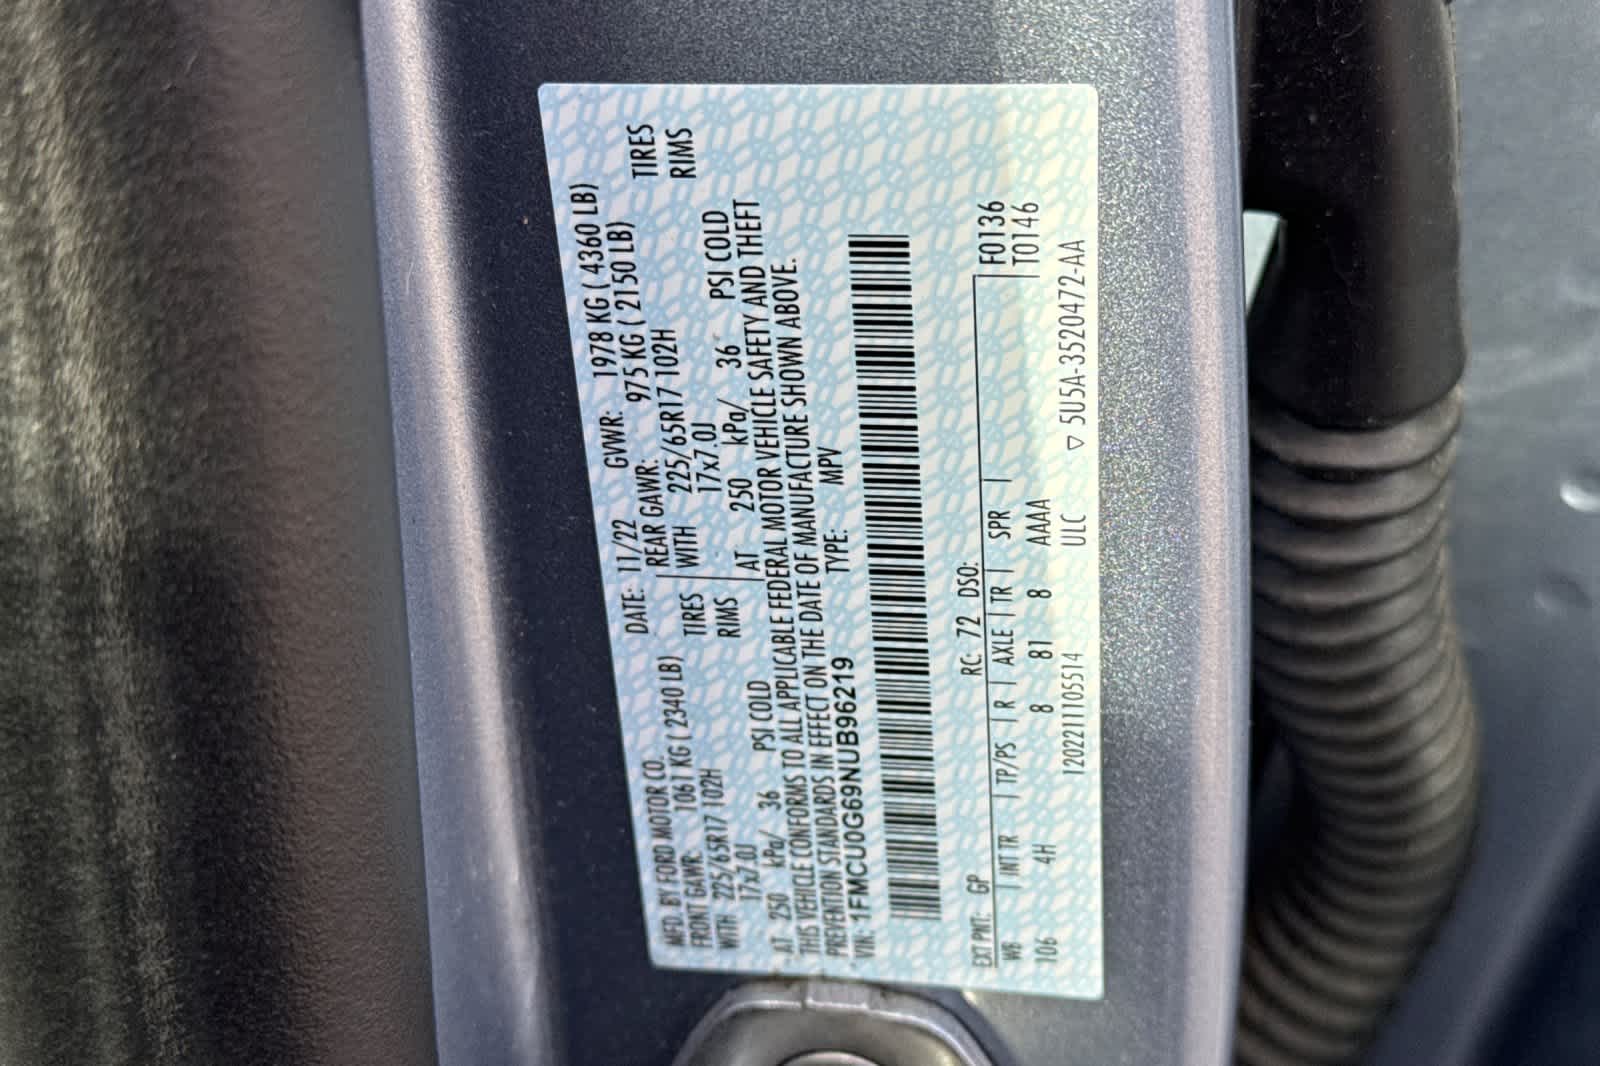 MFD. BY FORD MOTOR CO.
DATE: 11/22 GVWR: 1978 KG ( 4360 LB)
FRONT GAWR: 1061 KG ( 2340 LB)
REAR GAWR: 975 KG ( 2150 LB)
WITH 225/65R17 102H TIRES
WITH 225/65R17 102H TIRES
17x7.0J RIMS
17x7.0J RIMS
AT 250 kPa/ 36 PSI COLD
AT 250 kPa/ 36 PSI COLD
THIS VEHICLE CONFORMS TO ALL APPLICABLE FEDERAL MOTOR VEHICLE SAFETY AND THEFT
PREVENTION STANDARDS IN EFFECT ON THE DATE OF MANUFACTURE SHOWN ABOVE.
VIN: 1FMCU0G69NUB96219 TYPE: MPV
EXT PNT: GP RC: 72 DSO: F0136
WB | INT TR | TP/PS | R | AXLE | TR | SPR | T0146
106 4H 8 81 8 AAAA
120221105514 ULC ▽ 5U5A-3520472-AA